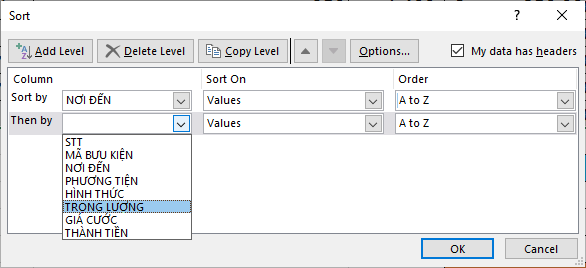 Sort
?
Add Level Delete Level Copy Level Options... My data has headers
Column Sort On Order
Sort by NƠI ĐẾN Values A to Z
Then by Values A to Z
STT
MÃ BƯU KIỆN
NƠI ĐẾN
PHƯƠNG TIỆN
HÌNH THỨC
TRỌNG LƯỢNG
GIÁ CƯỚC
THÀNH TIỀN
OK Cancel